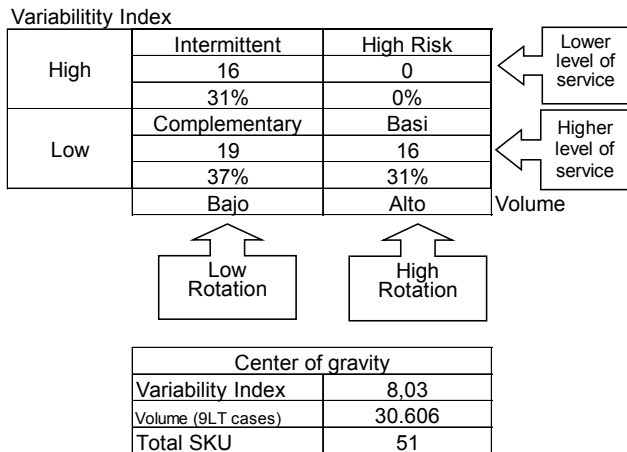 Variabilitity Index
High
Intermittent
High Risk
16
0
31%
0%
Lower
level of
service
Low
Complementary
Basi
19
16
37%
31%
Higher
level of
service
Bajo
Alto
Volume
Low
Rotation
High
Rotation
Center of gravity
Variability Index
8,03
Volume (9LT cases)
30.606
Total SKU
51